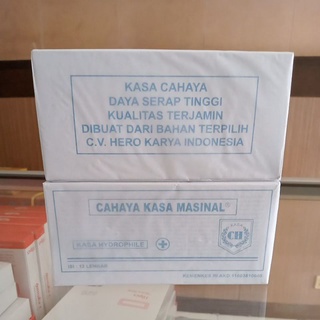 KASA CAHAYA
DAYA SERAP TINGGI
KUALITAS TERJAMIN
DIBUAT DARI BAHAN TERPILIH
C.V. HERO KARYA INDONESIA
CAHAYA KASA MASINAL®
KASA HYDROPHILE
CH